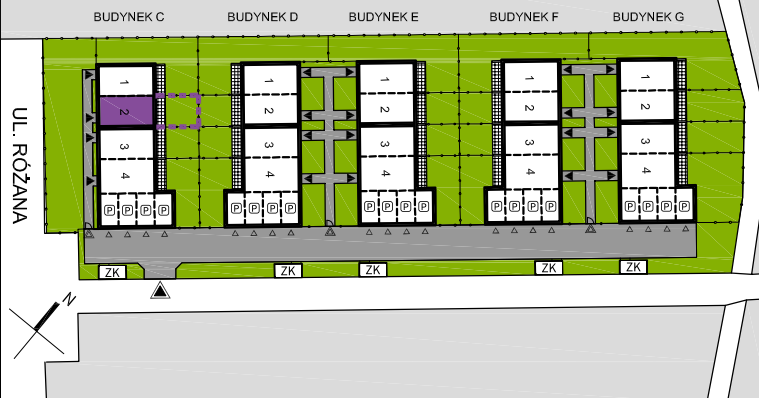 BUDYNEK C BUDYNEK D BUDYNEK E BUDYNEK F BUDYNEK G
UL. RÓŻANA
1 1 1 1 1
2 2 2 2 2
3 3 3 3 3
4 4 4 4 4
P P P P P P P P P P P P P P P P P P P P
ZK ZK ZK ZK ZK
N